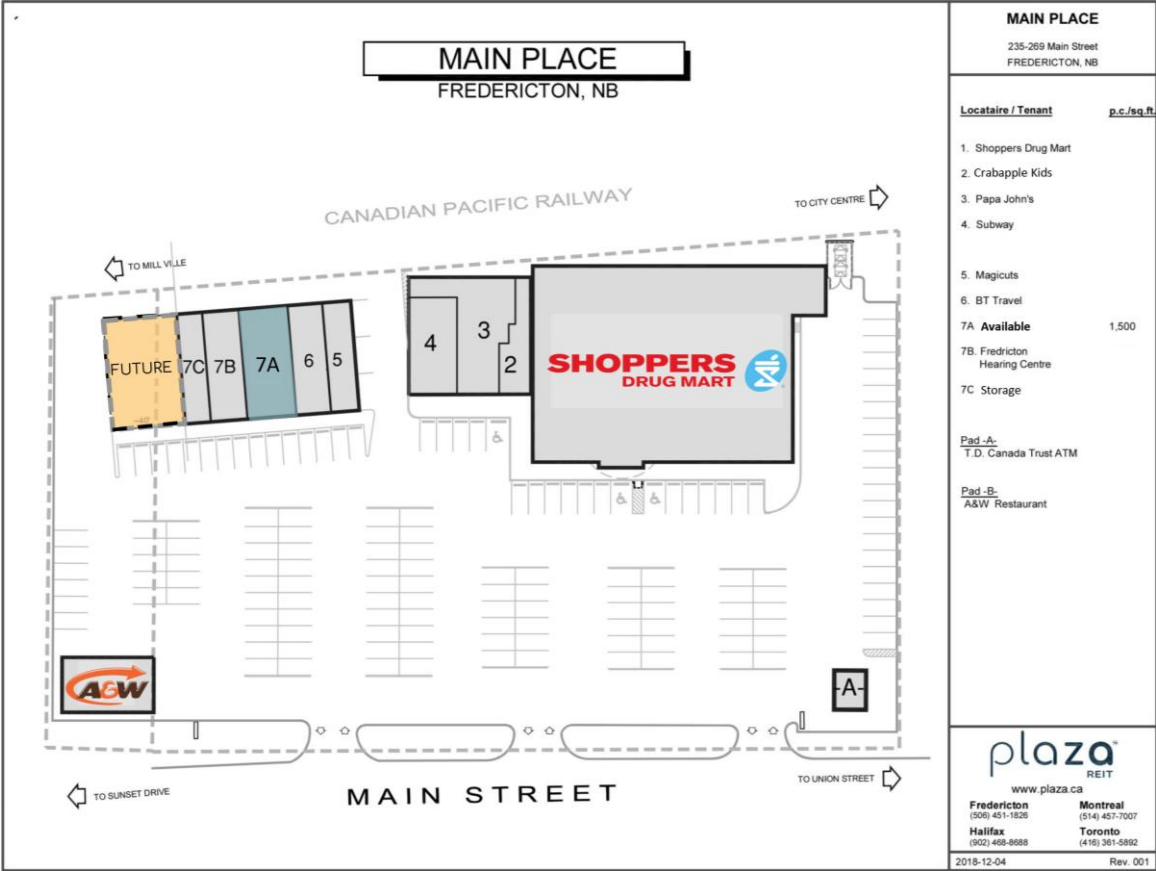 MAIN PLACE
FREDERICTON, NB
CANADIAN PACIFIC RAILWAY
TO CITY CENTRE
TO MILL VILLE
FUTURE
7C
7B
7A
6
5
4
3
2
SHOPPERS
DRUG MART
A&W
-A-
TO SUNSET DRIVE
MAIN STREET
TO UNION STREET
MAIN PLACE
235-269 Main Street
FREDERICTON, NB
Locataire / Tenant p.c./sq.ft.
1. Shoppers Drug Mart
2. Crabapple Kids
3. Papa John's
4. Subway
5. Magicuts
6. BT Travel
7A Available 1,500
7B. Fredricton
Hearing Centre
7C Storage
Pad -A-
T.D. Canada Trust ATM
Pad -B-
A&W Restaurant
plaza
REIT
www.plaza.ca
Fredericton Montreal
(506) 451-1826 (514) 457-7007
Halifax Toronto
(902) 468-8688 (416) 361-5892
2018-12-04 Rev. 001